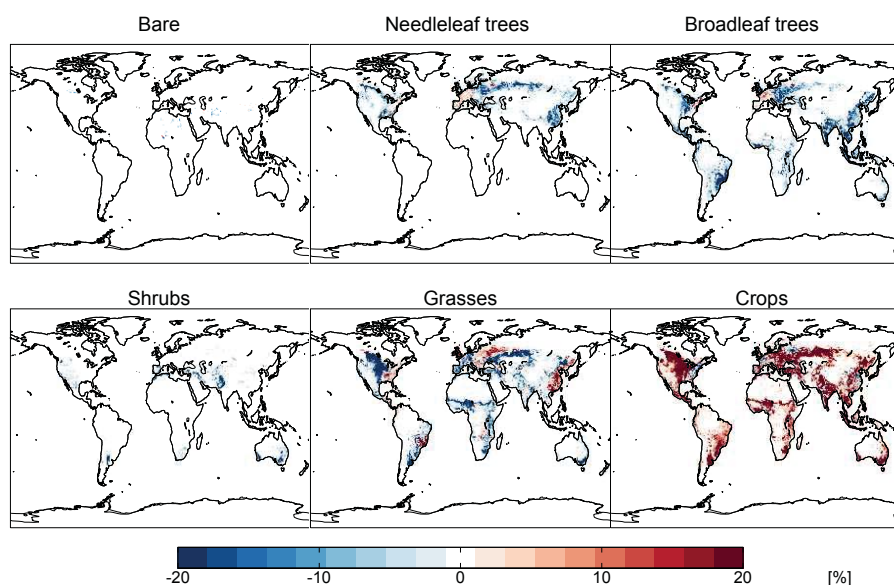 Bare
Needleleaf trees
Broadleaf trees
Shrubs
Grasses
Crops
-20 -10 0 10 20 [%]